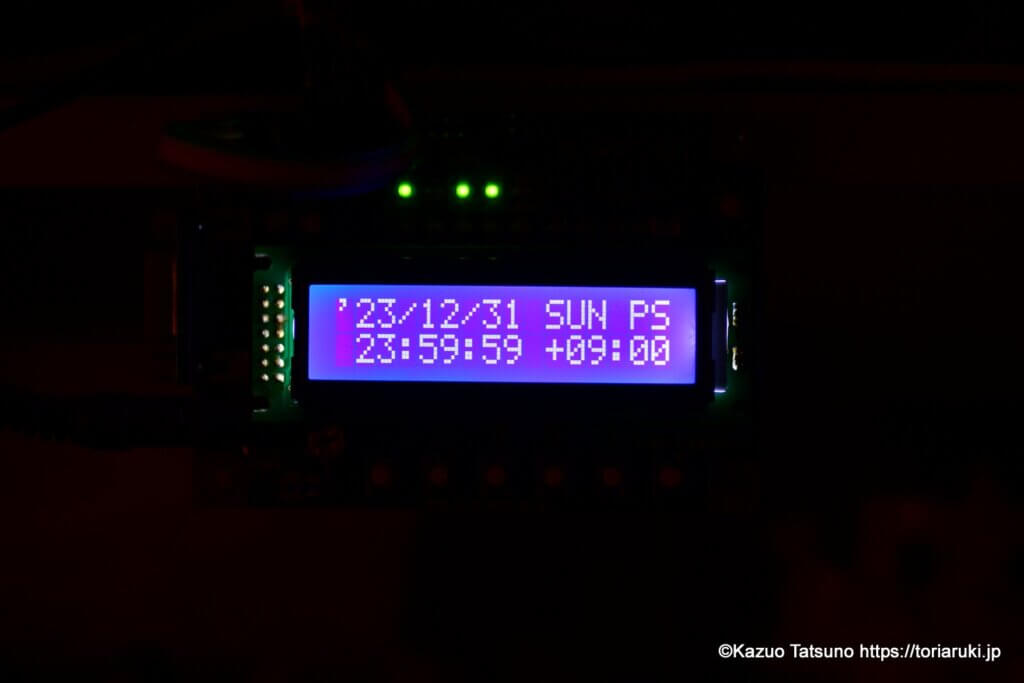 '23/12/31 SUN PS
23:59:59 +09:00
©Kazuo Tatsuno https://toriaruki.jp